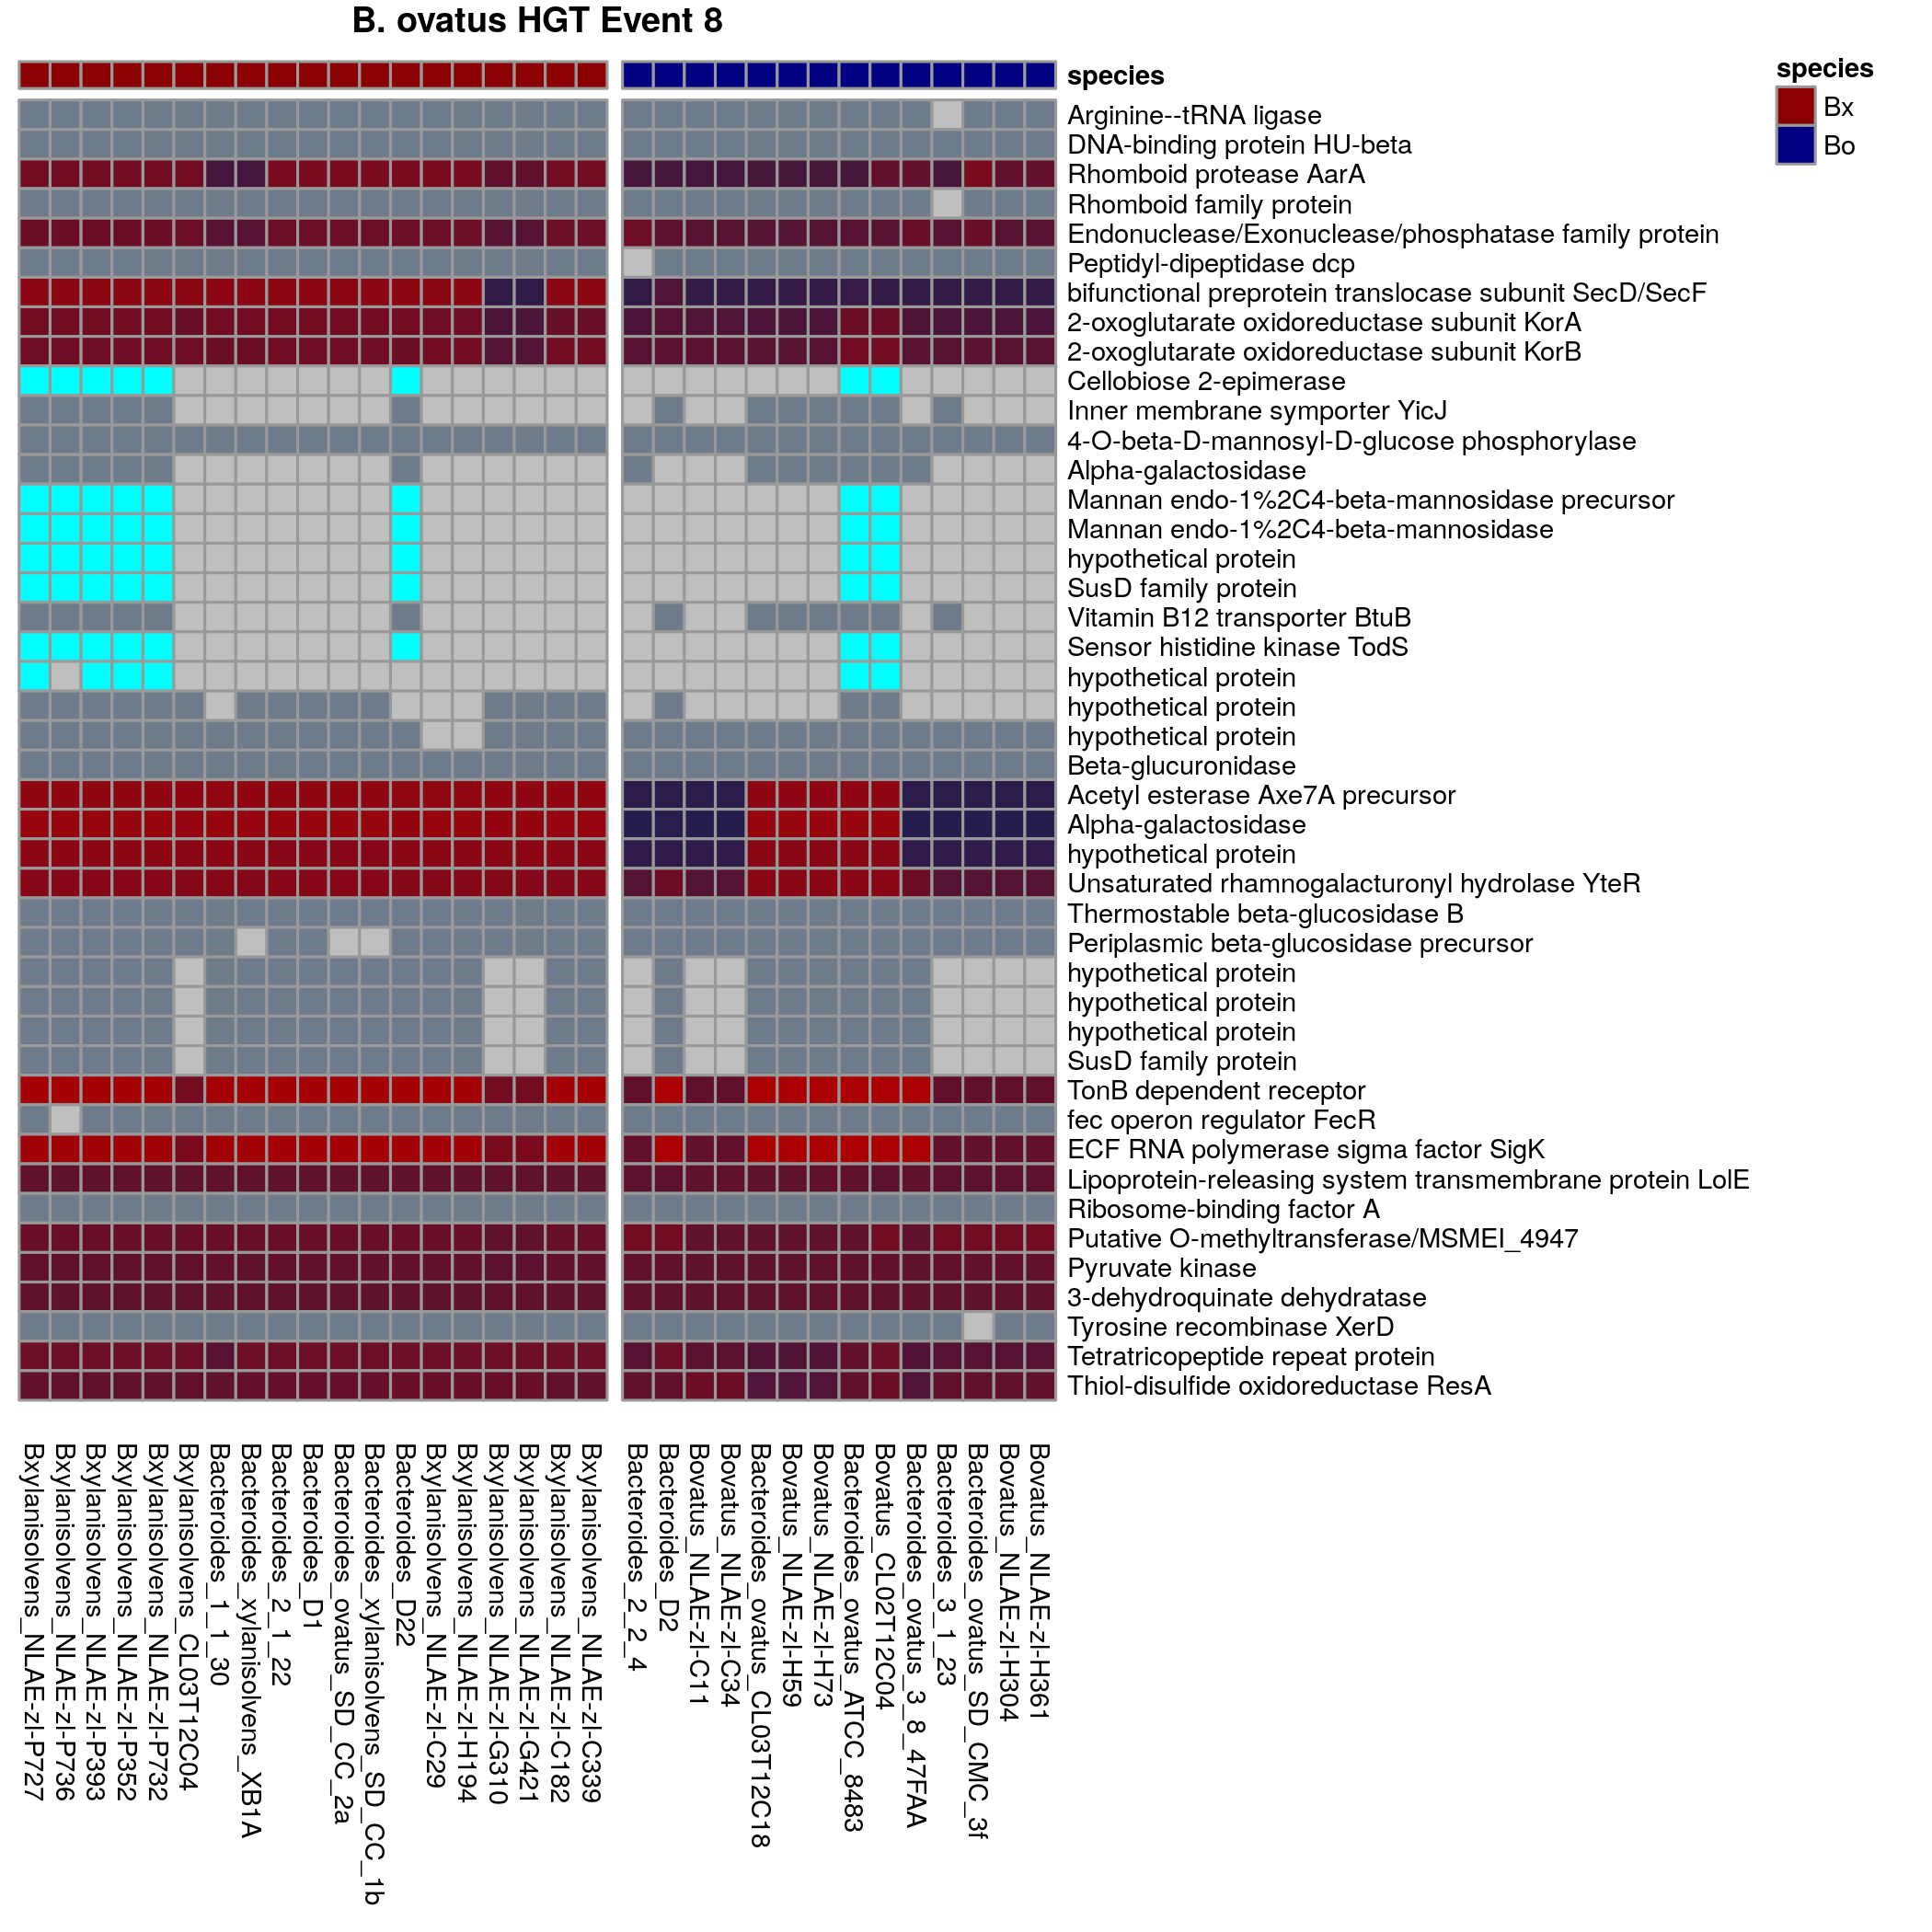 B. ovatus HGT Event 8
species
Arginine--tRNA ligase
DNA-binding protein HU-beta
Rhomboid protease AarA
Rhomboid family protein
Endonuclease/Exonuclease/phosphatase family protein
Peptidyl-dipeptidase dcp
bifunctional preprotein translocase subunit SecD/SecF
2-oxoglutarate oxidoreductase subunit KorA
2-oxoglutarate oxidoreductase subunit KorB
Cellobiose 2-epimerase
Inner membrane symporter YicJ
4-O-beta-D-mannosyl-D-glucose phosphorylase
Alpha-galactosidase
Mannan endo-1%2C4-beta-mannosidase precursor
Mannan endo-1%2C4-beta-mannosidase
hypothetical protein
SusD family protein
Vitamin B12 transporter BtuB
Sensor histidine kinase TodS
hypothetical protein
hypothetical protein
hypothetical protein
Beta-glucuronidase
Acetyl esterase Axe7A precursor
Alpha-galactosidase
hypothetical protein
Unsaturated rhamnogalacturonyl hydrolase YteR
Thermostable beta-glucosidase B
Periplasmic beta-glucosidase precursor
hypothetical protein
hypothetical protein
hypothetical protein
SusD family protein
TonB dependent receptor
fec operon regulator FecR
ECF RNA polymerase sigma factor SigK
Lipoprotein-releasing system transmembrane protein LolE
Ribosome-binding factor A
Putative O-methyltransferase/MSMEI_4947
Pyruvate kinase
3-dehydroquinate dehydratase
Tyrosine recombinase XerD
Tetratricopeptide repeat protein
Thiol-disulfide oxidoreductase ResA
species
Bx
Bo
Bxylanisolvens_NLAE-zl-P727
Bxylanisolvens_NLAE-zl-P736
Bxylanisolvens_NLAE-zl-P393
Bxylanisolvens_NLAE-zl-P352
Bxylanisolvens_NLAE-zl-P732
Bxylanisolvens_CL03T12C04
Bacteroides_1_1_30
Bacteroides_xylanisolvens_XB1A
Bacteroides_2_1_22
Bacteroides_D1
Bacteroides_ovatus_SD_CC_2a
Bacteroides_xylanisolvens_SD_CC_1b
Bacteroides_D22
Bxylanisolvens_NLAE-zl-C29
Bxylanisolvens_NLAE-zl-H194
Bxylanisolvens_NLAE-zl-G310
Bxylanisolvens_NLAE-zl-G421
Bxylanisolvens_NLAE-zl-C182
Bxylanisolvens_NLAE-zl-C339
Bacteroides_2_2_4
Bacteroides_D2
Bovatus_NLAE-zl-C11
Bovatus_NLAE-zl-C34
Bacteroides_ovatus_CL03T12C18
Bovatus_NLAE-zl-H59
Bovatus_NLAE-zl-H73
Bacteroides_ovatus_ATCC_8483
Bovatus_CL02T12C04
Bacteroides_ovatus_3_8_47FAA
Bacteroides_3_1_23
Bacteroides_ovatus_SD_CMC_3f
Bovatus_NLAE-zl-H304
Bovatus_NLAE-zl-H361